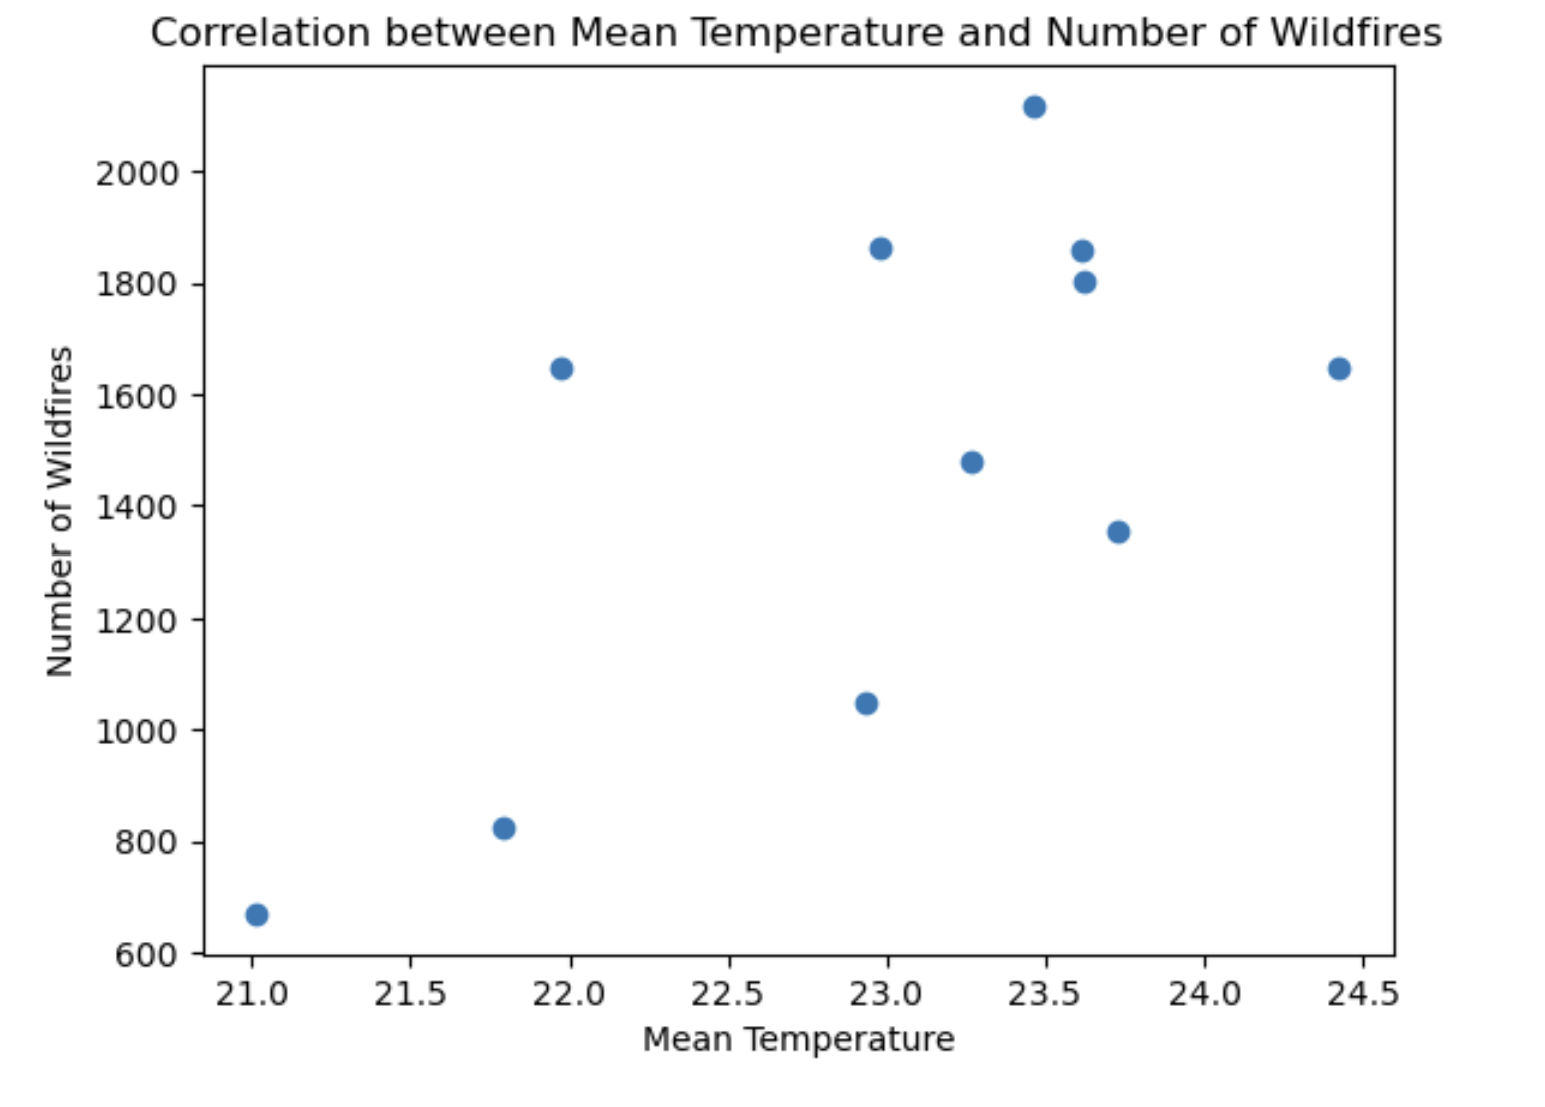 Correlation between Mean Temperature and Number of Wildfires
Number of Wildfires
2000
1800
1600
1400
1200
1000
800
600
21.0 21.5 22.0 22.5 23.0 23.5 24.0 24.5
Mean Temperature